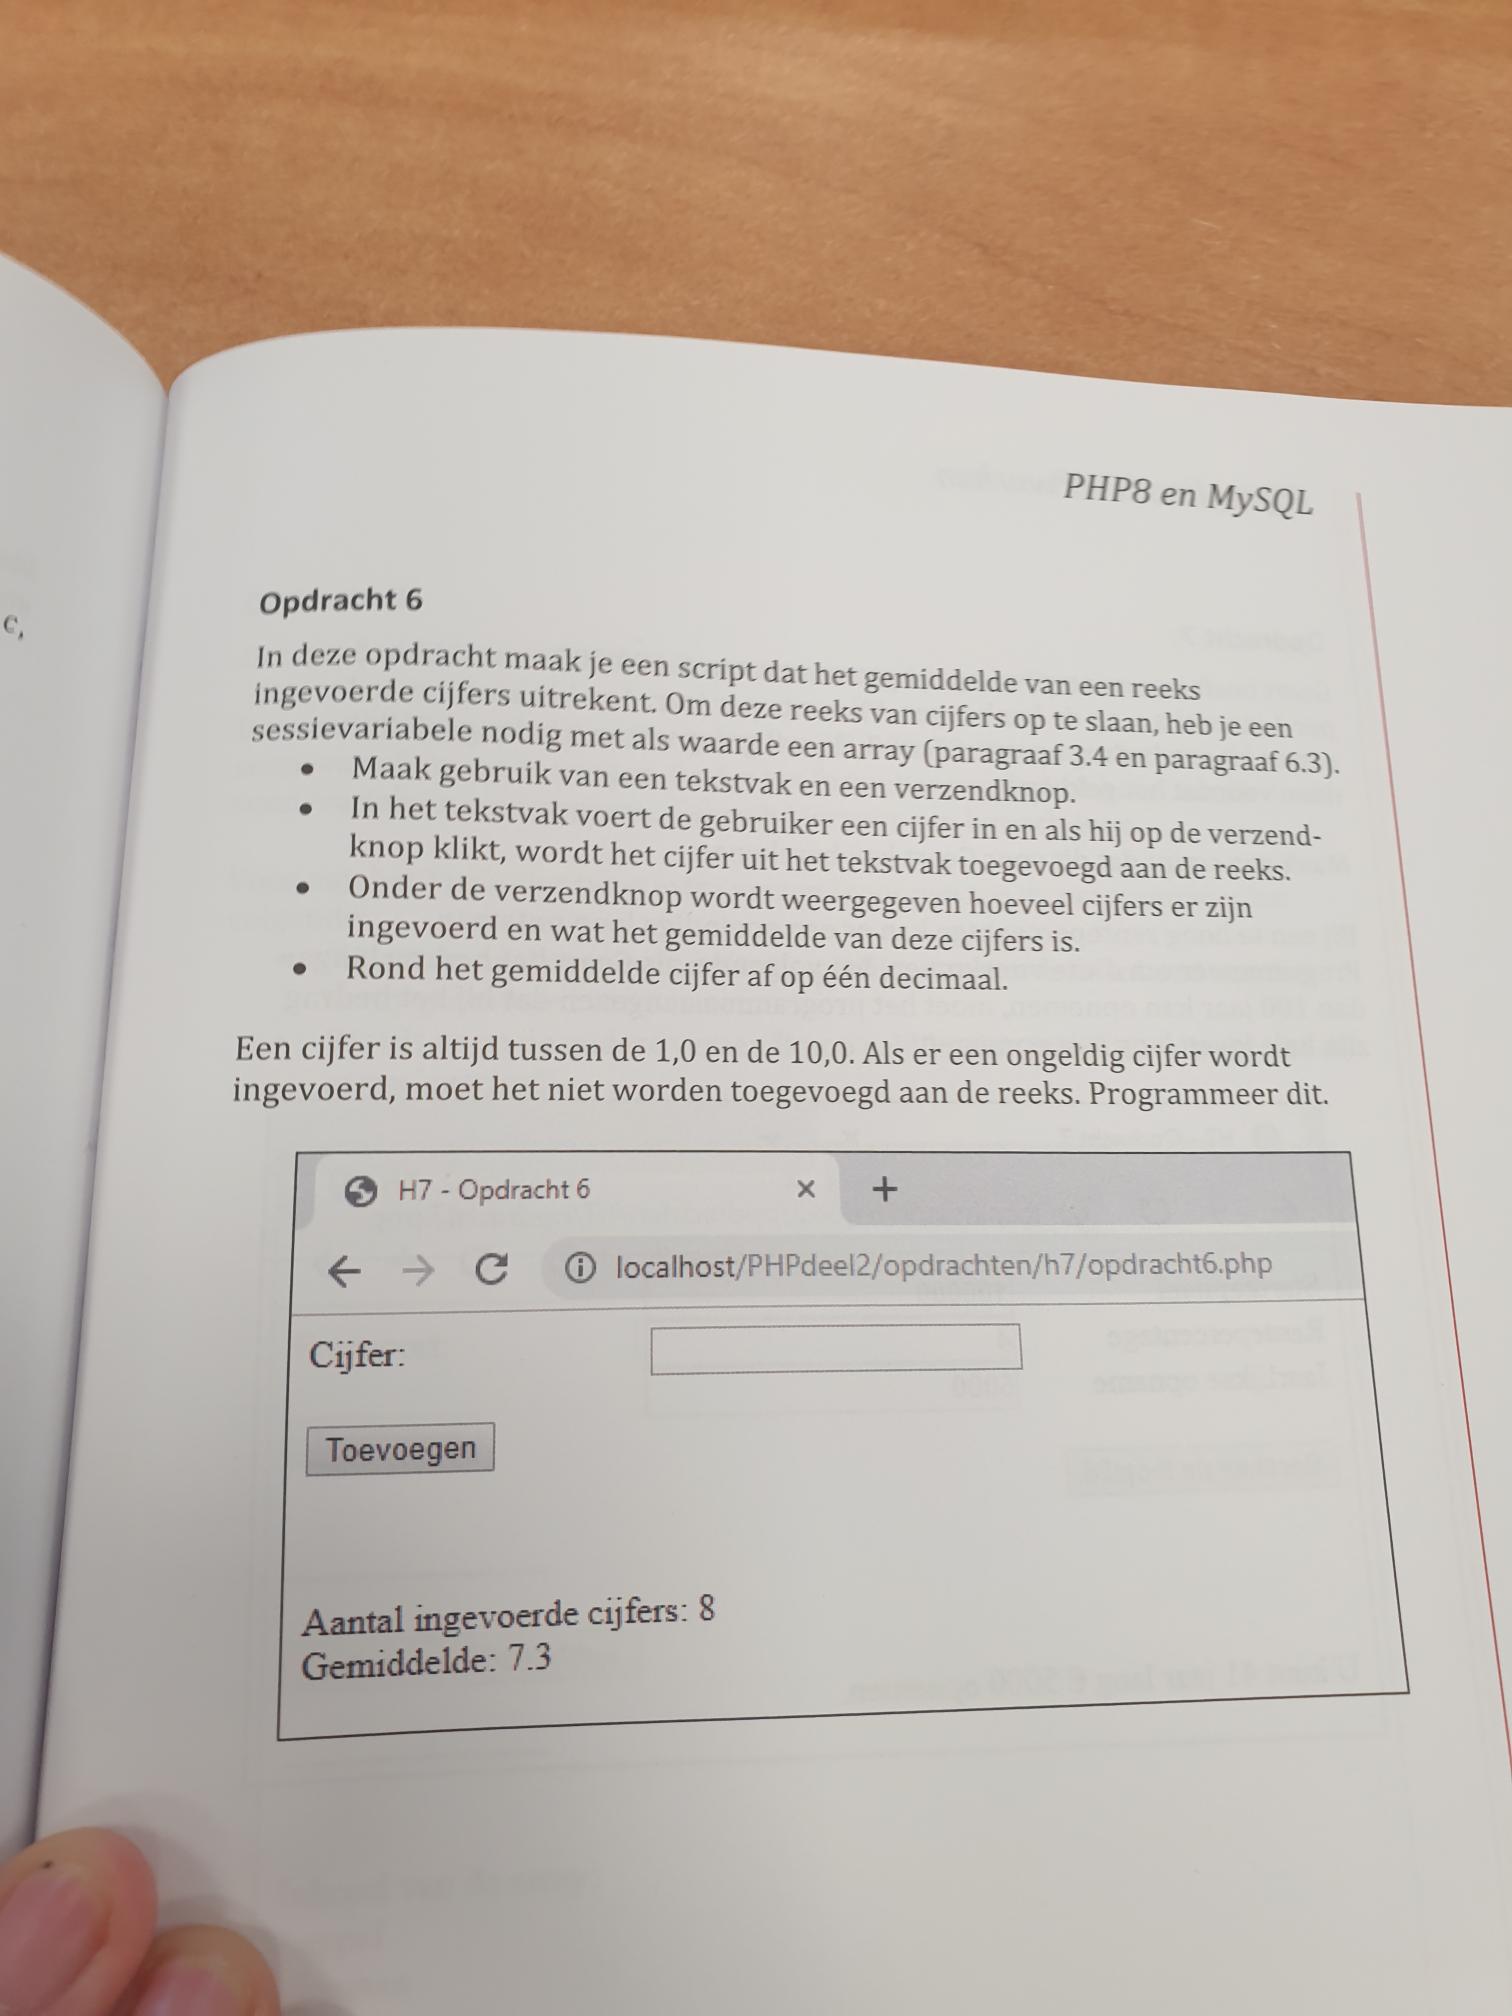 PHP8 en MySQL
c,
Opdracht 6
In deze opdracht maak je een script dat het gemiddelde van een reeks
ingevoerde cijfers uitrekent. Om deze reeks van cijfers op te slaan, heb je een
sessievariabele nodig met als waarde een array (paragraaf 3.4 en paragraaf 6.3).
• Maak gebruik van een tekstvak en een verzendknop.
• In het tekstvak voert de gebruiker een cijfer in en als hij op de verzend-
knop klikt, wordt het cijfer uit het tekstvak toegevoegd aan de reeks.
• Onder de verzendknop wordt weergegeven hoeveel cijfers er zijn
ingevoerd en wat het gemiddelde van deze cijfers is.
• Rond het gemiddelde cijfer af op één decimaal.
Een cijfer is altijd tussen de 1,0 en de 10,0. Als er een ongeldig cijfer wordt
ingevoerd, moet het niet worden toegevoegd aan de reeks. Programmeer dit.
H7 - Opdracht 6
localhost/PHPdeel2/opdrachten/h7/opdracht6.php
Cijfer:
Toevoegen
Aantal ingevoerde cijfers: 8
Gemiddelde: 7.3